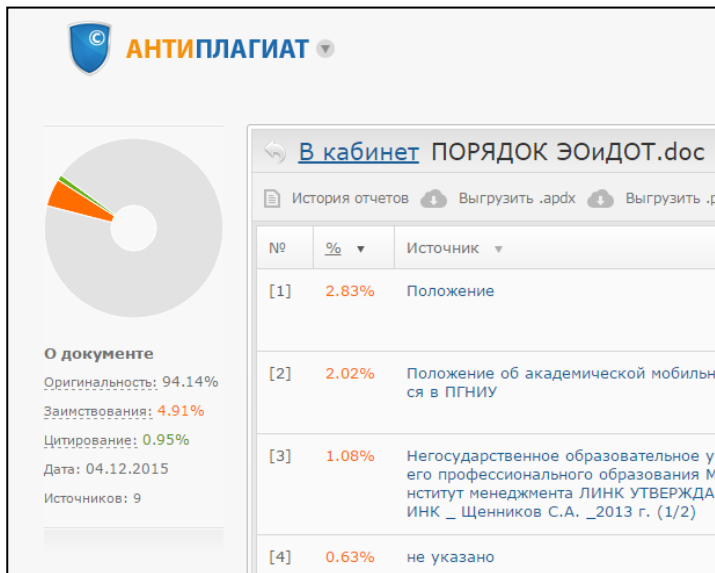 ©
АНТИПЛАГИАТ
В кабинет ПОРЯДОК ЭОиДОТ.doc
История отчетов Выгрузить .apdx Выгрузить
№ % Источник
[1] 2.83% Положение
[2] 2.02% Положение об академической мобильн
ся в ПГНИУ
[3] 1.08% Негосударственное образовательное у
его профессионального образования М
нститут менеджмента ЛИНК УТВЕРЖДА
ИНК _ Щенников С.А. _2013 г. (1/2)
[4] 0.63% не указано
О документе
Оригинальность: 94.14%
Заимствования: 4.91%
Цитирование: 0.95%
Дата: 04.12.2015
Источников: 9